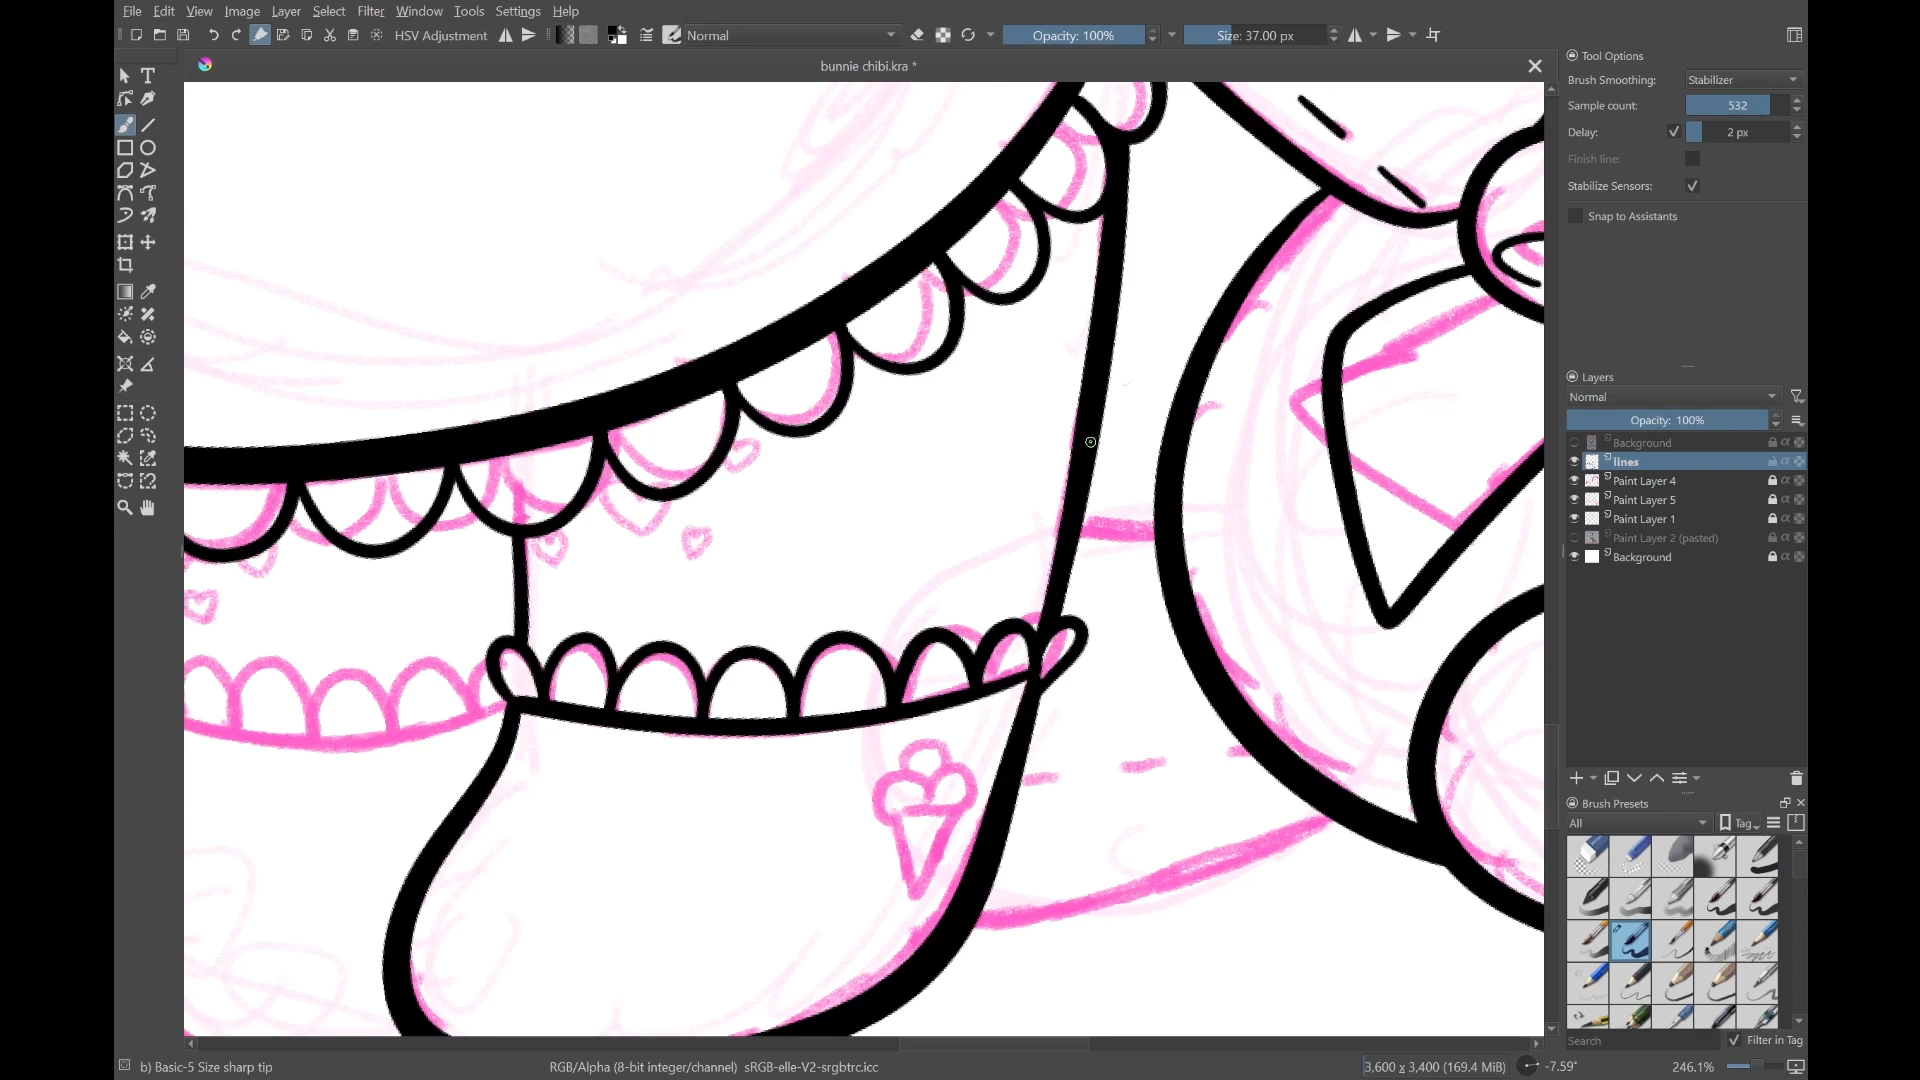 File Edit View Image Layer Select Filter Window Tools Settings Help
HSV Adjustment Normal Opacity: 100% Size: 37.00 px
bunnie chibi.kra *
Tool Options
Brush Smoothing: Stabilizer
Sample count: 532
Delay: 2 px
Finish line:
Stabilize Sensors:
Snap to Assistants
Layers
Normal
Opacity: 100%
Background
lines
Paint Layer 4
Paint Layer 5
Paint Layer 1
Paint Layer 2 (pasted)
Background
Brush Presets
All Tag
Search Filter in Tag
b) Basic-5 Size sharp tip RGB/Alpha (8-bit integer/channel) sRGB-elle-V2-srgbtrc.icc 3,600 x 3,400 (169.4 MiB) -7.59° 246.1%